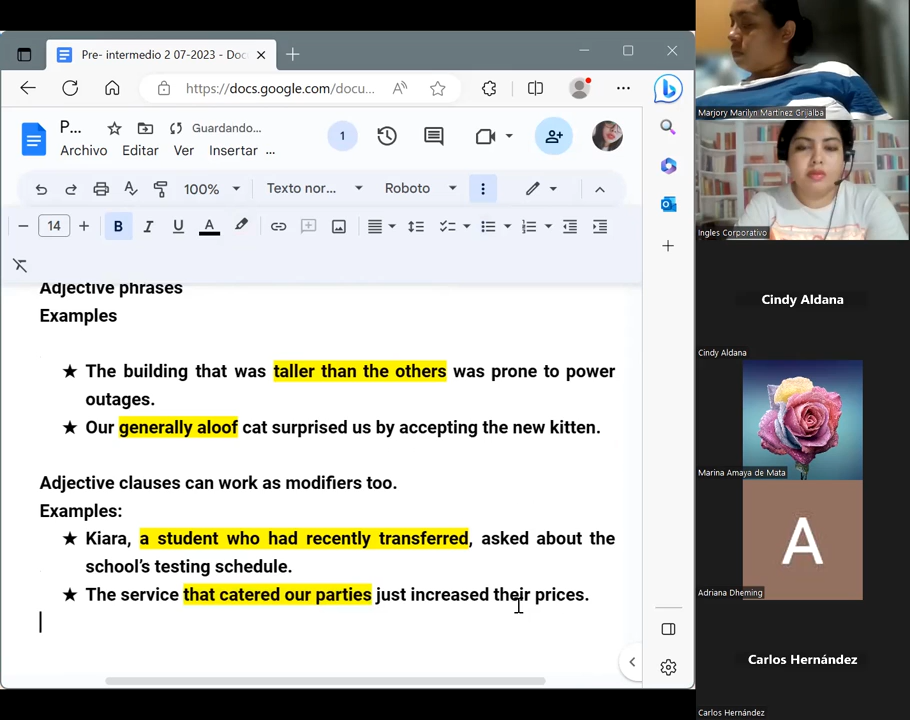 Pre- intermedio 2 07-2023 - Doc
https://docs.google.com/docu...
P...
Guardando...
1
Archivo Editar Ver Insertar ...
100% Texto nor... Roboto
14 B I U A
Adjective phrases
Examples
★ The building that was taller than the others was prone to power
outages.
★ Our generally aloof cat surprised us by accepting the new kitten.
Adjective clauses can work as modifiers too.
Examples:
★ Kiara, a student who had recently transferred, asked about the
school's testing schedule.
★ The service that catered our parties just increased their prices.
Marjory Marilyn Martinez Grijalba
Ingles Corporativo
Cindy Aldana
Cindy Aldana
Marina Amaya de Mata
A
Adriana Dheming
Carlos Hernández
Carlos Hernández